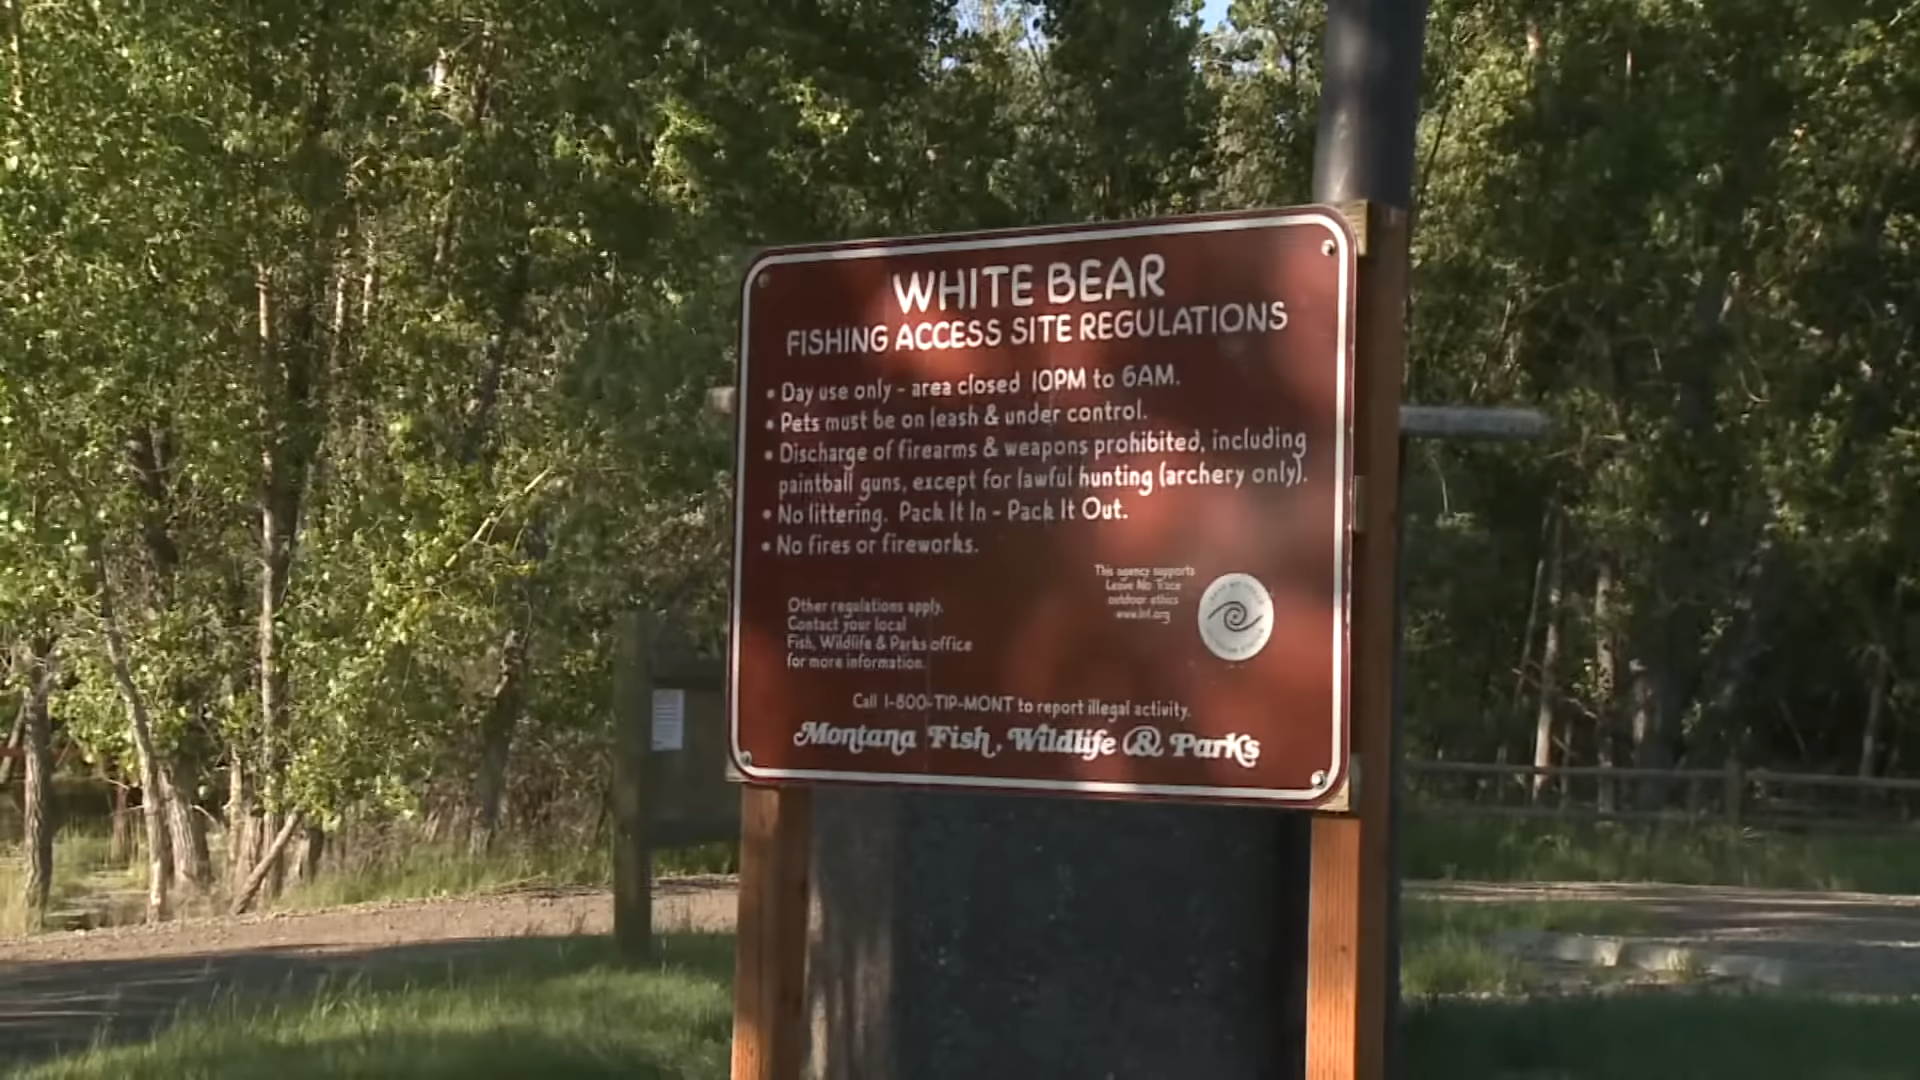 WHITE BEAR
FISHING ACCESS SITE REGULATIONS
• Day use only - area closed 10PM to 6AM.
• Pets must be on leash & under control.
• Discharge of firearms & weapons prohibited, including
paintball guns, except for lawful hunting (archery only).
• No littering. Pack It In - Pack It Out.
• No fires or fireworks.
This agency supports
Leave No Trace
outdoor ethics
www.lnt.org
Other regulations apply.
Contact your local
Fish, Wildlife & Parks office
for more information.
Call 1-800-TIP-MONT to report illegal activity.
Montana Fish, Wildlife & Parks